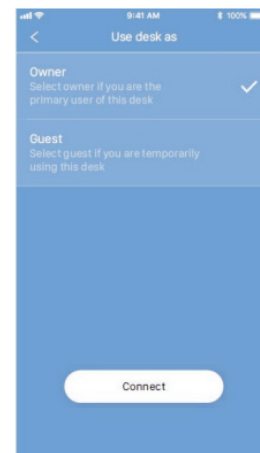 9:41 AM
100%
Use desk as
Owner
Select owner if you are the
primary user of this desk
Guest
Select guest if you are temporarily
using this desk
Connect